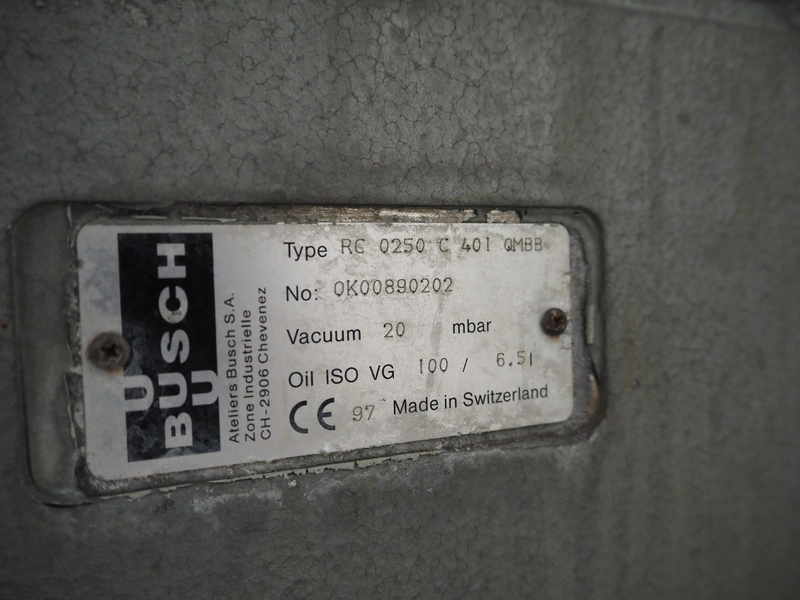 U
BUSCH
U
Ateliers Busch S.A.
Zone Industrielle
CH-2906 Chevenez
Type RC 0250 C 401 QMBB
No: 0K00890202
Vacuum 20 mbar
Oil ISO VG 100 / 6.5l
CE 97 Made in Switzerland